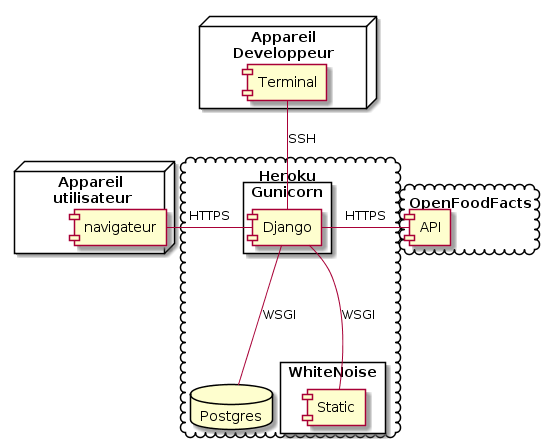 Appareil
Developpeur
Terminal
SSH
Heroku
Gunicorn
Appareil
utilisateur
OpenFoodFacts
HTTPS
HTTPS
navigateur
Django
API
WSGI
WSGI
WhiteNoise
Postgres
Static